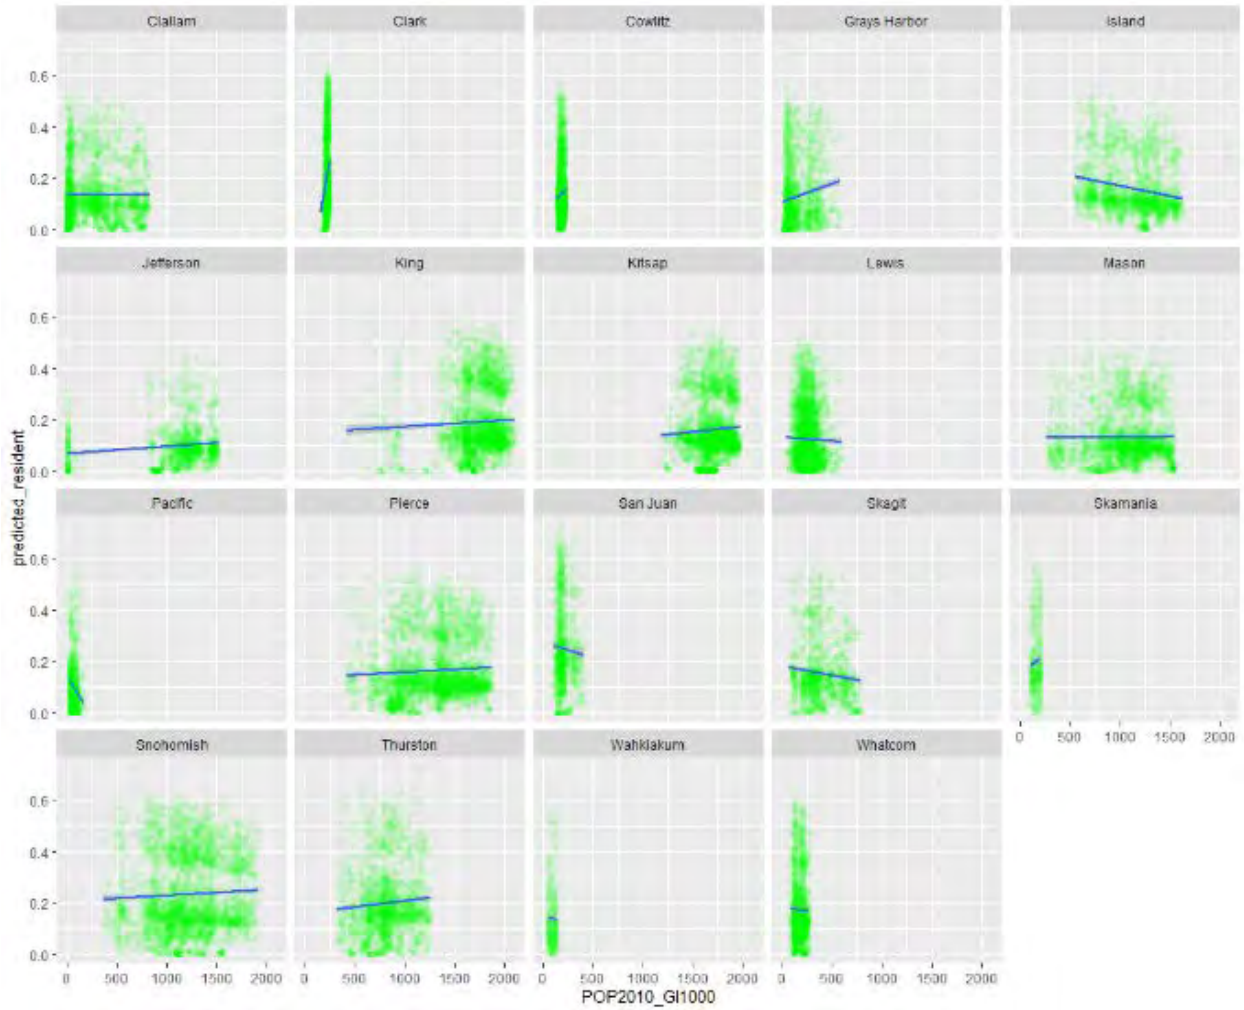 Clallam Clark Cowlitz Grays Harbor Island
0.6
0.4
0.2
0.0
Jefferson King Kitsap Lewis Mason
0.6
0.4
0.2
0.0
predicted_resident
Pacific Pierce San Juan Skagit Skamania
0.6
0.4
0.2
0.0
0 500 1000 1500 2000
Snohomish Thurston Wahkiakum Whatcom
0.6
0.4
0.2
0.0
0 500 1000 1500 2000 0 500 1000 1500 2000 0 500 1000 1500 2000 0 500 1000 1500 2000
POP2010_GI1000